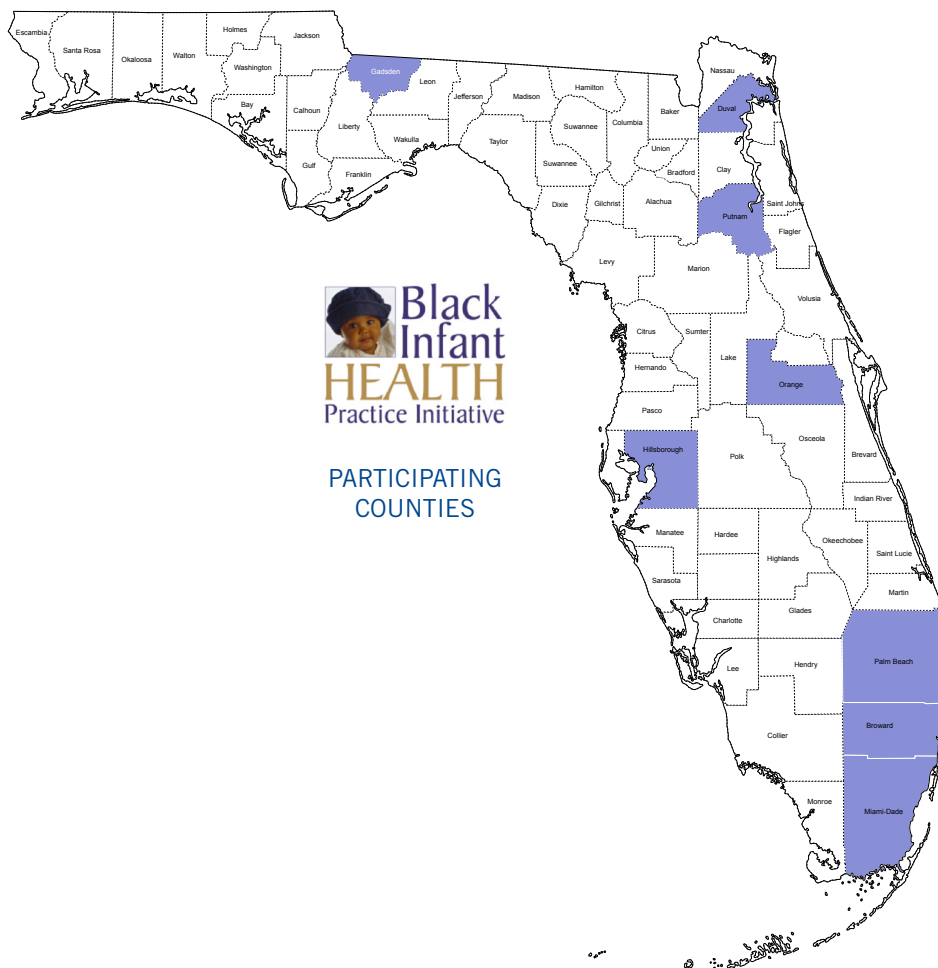 Escambia
Santa Rosa
Okaloosa
Walton
Holmes
Washington
Bay
Jackson
Calhoun
Gulf
Liberty
Franklin
Gadsden
Leon
Wakulla
Jefferson
Madison
Taylor
Hamilton
Suwannee
Suwannee
Columbia
Dixie
Gilchrist
Baker
Union
Bradford
Alachua
Nassau
Duval
Clay
Putnam
Saint Johns
Flagler
Levy
Marion
Volusia
Citrus
Sumter
Lake
Hernando
Orange
Pasco
Hillsborough
Polk
Osceola
Brevard
Indian River
Manatee
Hardee
Highlands
Okeechobee
Saint Lucie
Sarasota
Martin
Charlotte
Glades
Lee
Hendry
Palm Beach
Collier
Broward
Monroe
Miami-Dade
Black
Infant
HEALTH
Practice Initiative
PARTICIPATING
COUNTIES